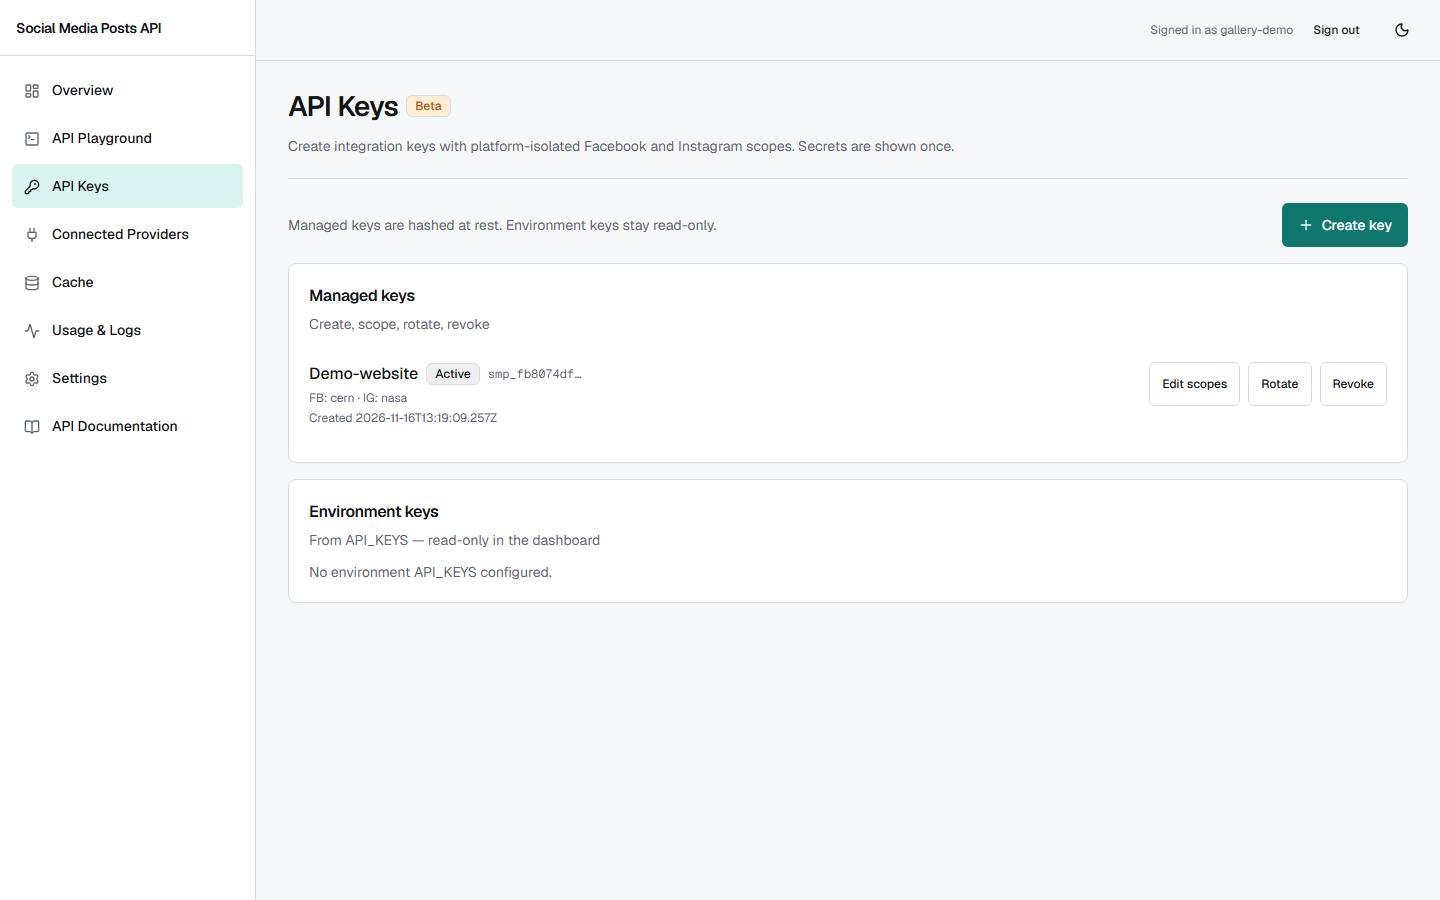 Social Media Posts API
Signed in as gallery-demo
Sign out
Overview
API Playground
API Keys
Connected Providers
Cache
Usage & Logs
Settings
API Documentation
API Keys Beta
Create integration keys with platform-isolated Facebook and Instagram scopes. Secrets are shown once.
Managed keys are hashed at rest. Environment keys stay read-only.
Create key
Managed keys
Create, scope, rotate, revoke
Demo-website Active smp_fb8074df…
FB: cern · IG: nasa
Created 2026-11-16T13:19:09.257Z
Edit scopes
Rotate
Revoke
Environment keys
From API_KEYS — read-only in the dashboard
No environment API_KEYS configured.